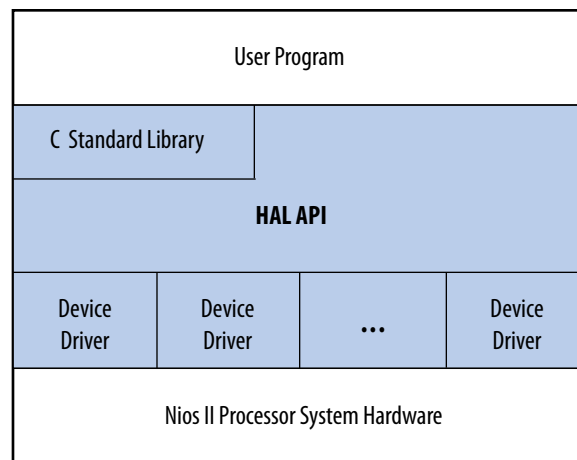 User Program
C Standard Library
HAL API
Device
Driver
Device
Driver
...
Device
Driver
Nios II Processor System Hardware